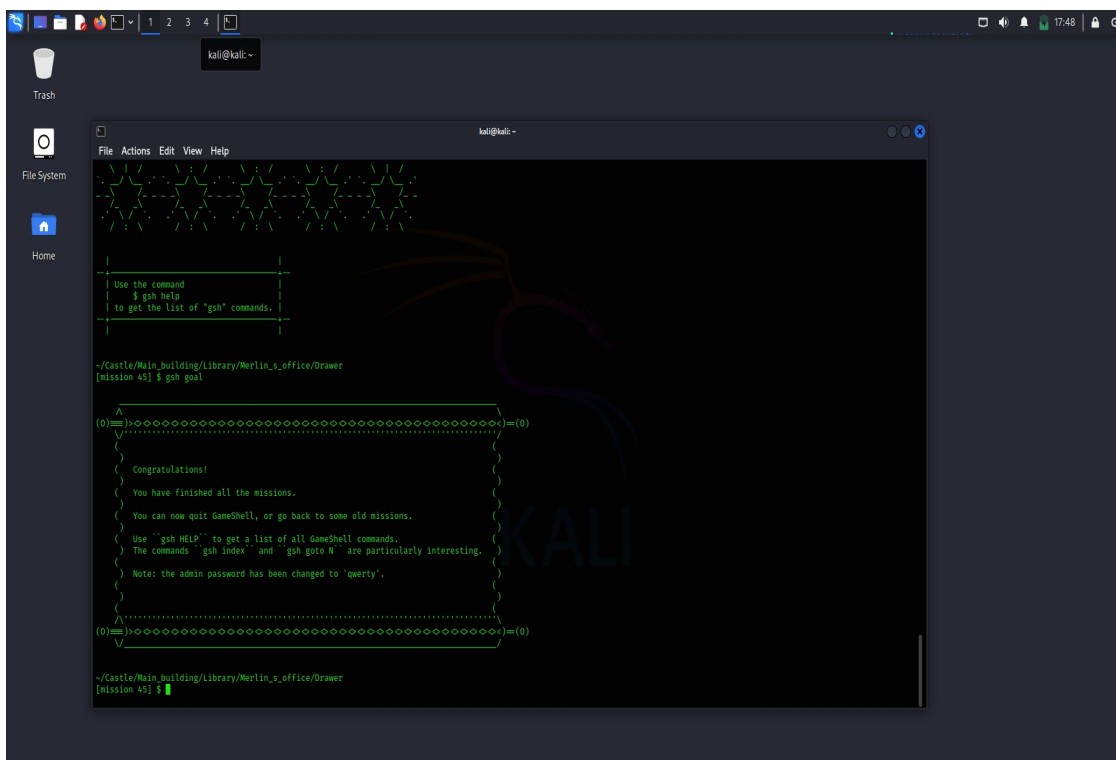 1 2 3 4
17:48
kali@kali: ~
Trash
File System
Home
kali@kali: ~
File Actions Edit View Help
Use the command
$ gsh help
to get the list of "gsh" commands.
~/Castle/Main_building/Library/Merlin_s_office/Drawer
[mission 45] $ gsh goal
Congratulations!
You have finished all the missions.
You can now quit GameShell, or go back to some old missions.
Use ``gsh HELP`` to get a list of all GameShell commands.
The commands ``gsh index`` and ``gsh goto N`` are particularly interesting.
Note: the admin password has been changed to 'qwerty'.
KALI
~/Castle/Main_building/Library/Merlin_s_office/Drawer
[mission 45] $